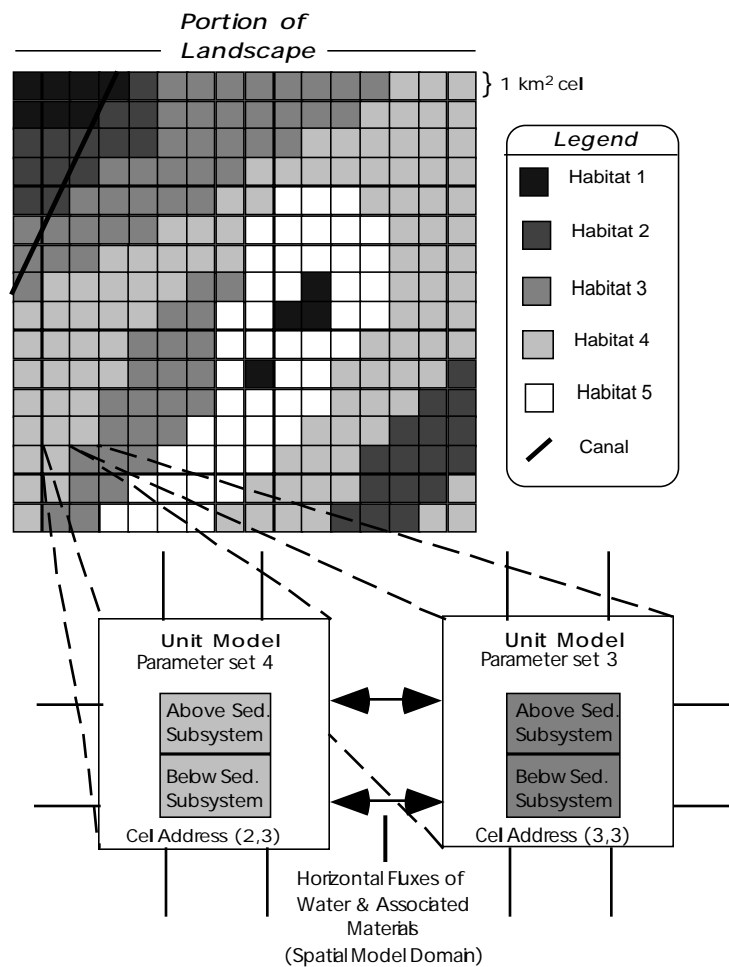 Portion of
Landscape
} 1 km² cel
Legend
Habitat 1
Habitat 2
Habitat 3
Habitat 4
Habitat 5
Canal
Unit Model
Parameter set 4
Above Sed.
Subsystem
Below Sed.
Subsystem
Cel Address (2,3)
Unit Model
Parameter set 3
Above Sed.
Subsystem
Below Sed.
Subsystem
Cel Address (3,3)
Horizontal Fluxes of
Water & Associated
Materials
(Spatial Model Domain)